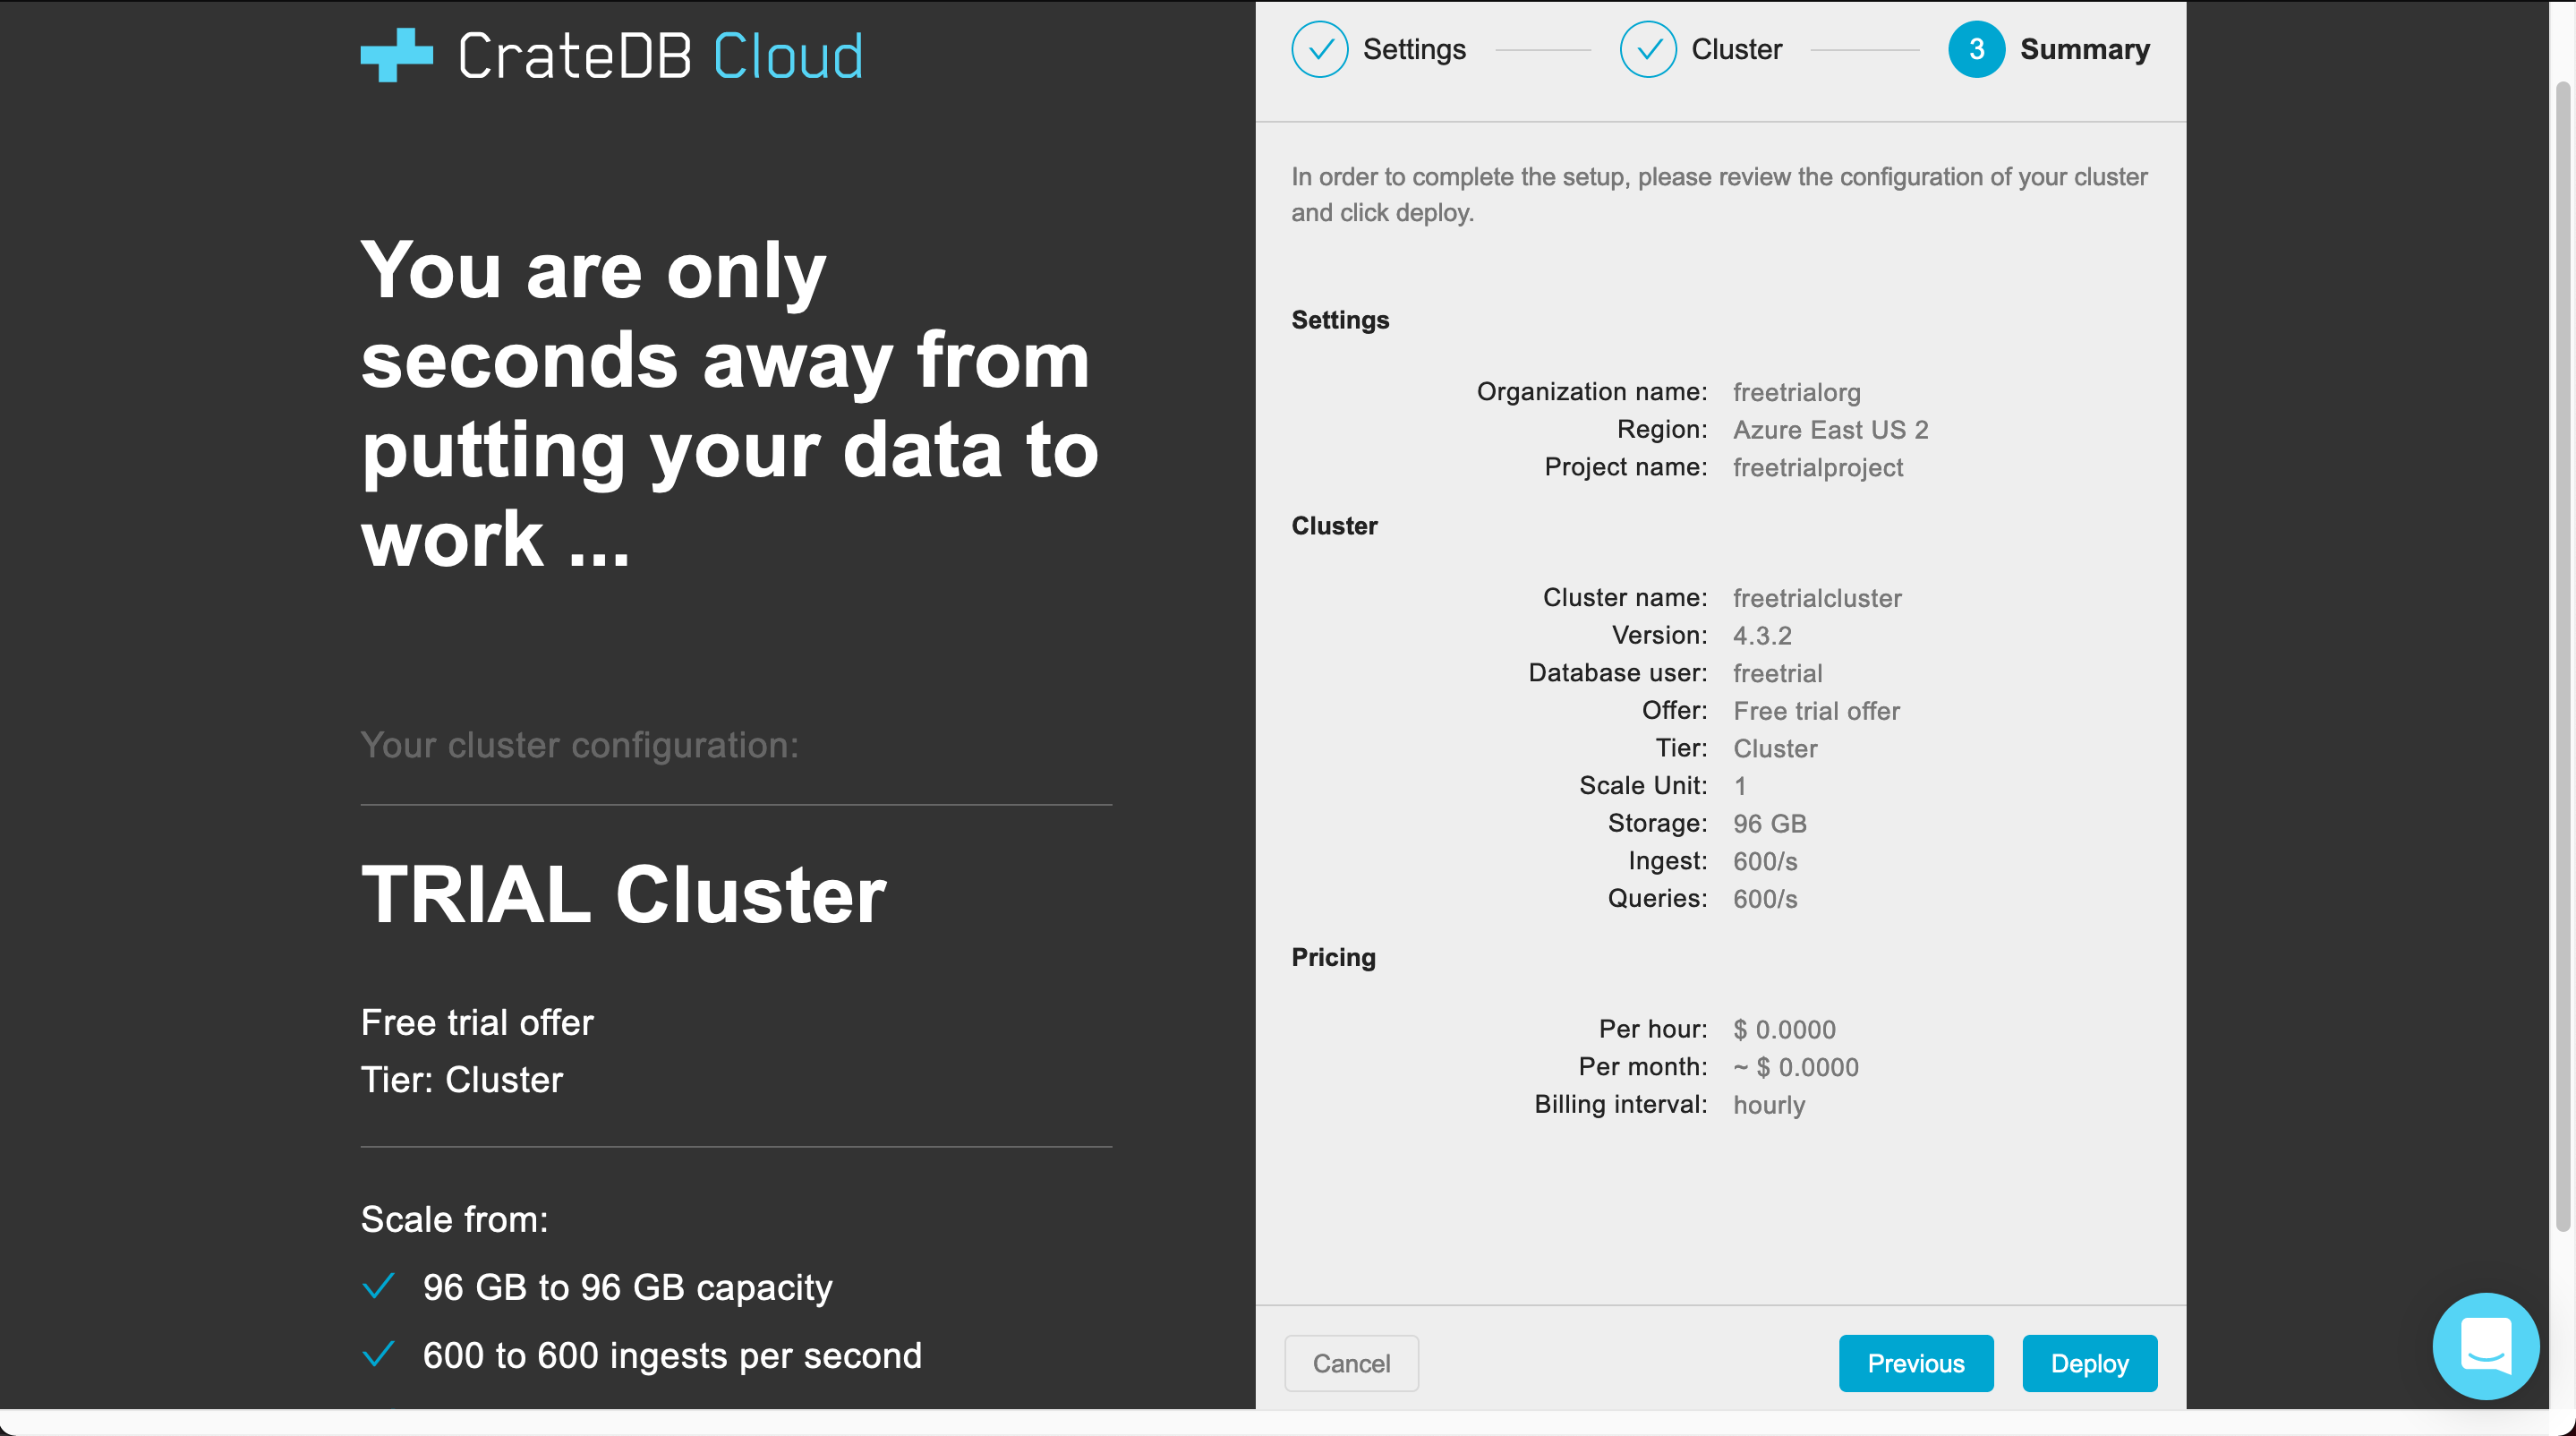 CrateDB Cloud
You are only
seconds away from
putting your data to
work ...
Your cluster configuration:
TRIAL Cluster
Free trial offer
Tier: Cluster
Scale from:
96 GB to 96 GB capacity
600 to 600 ingests per second
Settings
Cluster
3 Summary
In order to complete the setup, please review the configuration of your cluster
and click deploy.
Settings
Organization name: freetrialorg
Region: Azure East US 2
Project name: freetrialproject
Cluster
Cluster name: freetrialcluster
Version: 4.3.2
Database user: freetrial
Offer: Free trial offer
Tier: Cluster
Scale Unit: 1
Storage: 96 GB
Ingest: 600/s
Queries: 600/s
Pricing
Per hour: $ 0.0000
Per month: ~ $ 0.0000
Billing interval: hourly
Cancel
Previous
Deploy